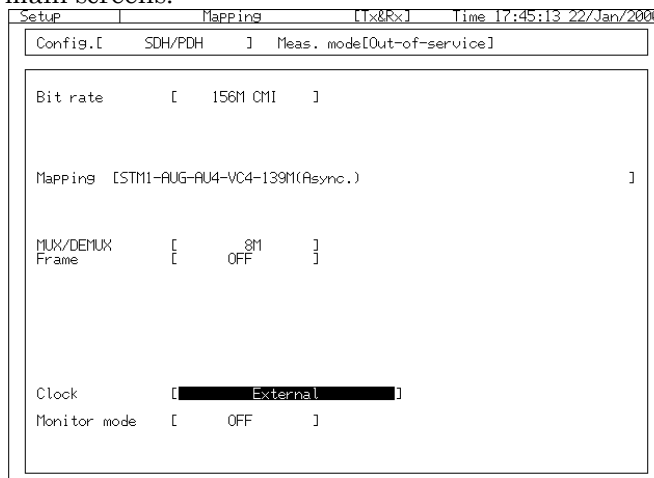 main screens.
Setup Mapping [Tx&Rx] Time 17:45:13 22/Jan/200
Config.[ SDH/PDH ] Meas. mode[Out-of-service]
Bit rate [ 156M CMI ]
Mapping [STM1-AUG-AU4-VC4-139M(Async.) ]
MUX/DEMUX [ 8M ]
Frame [ OFF ]
Clock [ External ]
Monitor mode [ OFF ]